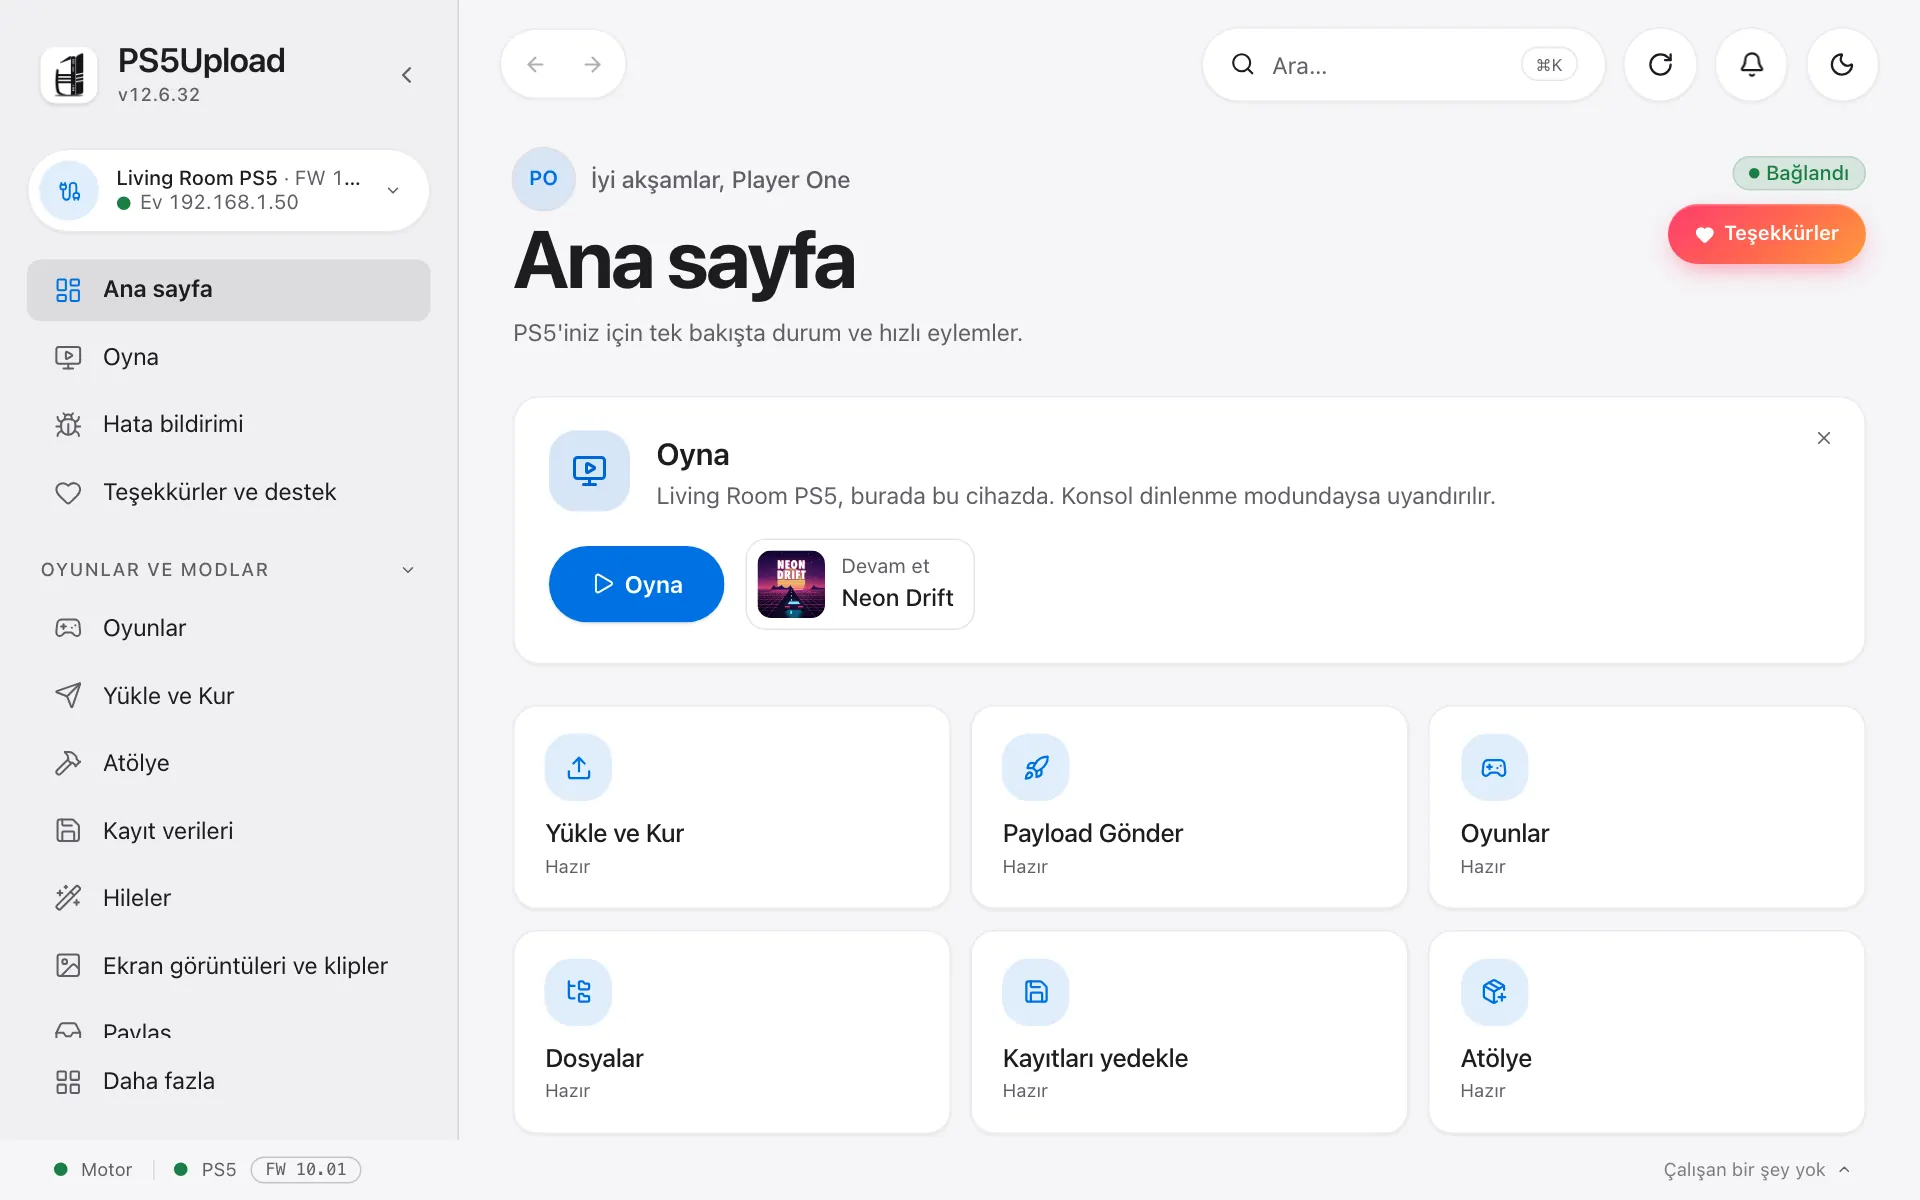 PS5Upload
v12.6.32
Living Room PS5 · FW 1...
Ev 192.168.1.50
Ana sayfa
Oyna
Hata bildirimi
Teşekkürler ve destek
OYUNLAR VE MODLAR
Oyunlar
Yükle ve Kur
Atölye
Kayıt verileri
Hileler
Ekran görüntüleri ve klipler
Paylaş
Daha fazla
Ara...
⌘K
PO
İyi akşamlar, Player One
Bağlandı
Teşekkürler
Ana sayfa
PS5'iniz için tek bakışta durum ve hızlı eylemler.
Oyna
Living Room PS5, burada bu cihazda. Konsol dinlenme modundaysa uyandırılır.
Oyna
NEON
DRIFT
Devam et
Neon Drift
Yükle ve Kur
Hazır
Payload Gönder
Hazır
Oyunlar
Hazır
Dosyalar
Hazır
Kayıtları yedekle
Hazır
Atölye
Hazır
Motor
PS5
FW 10.01
Çalışan bir şey yok